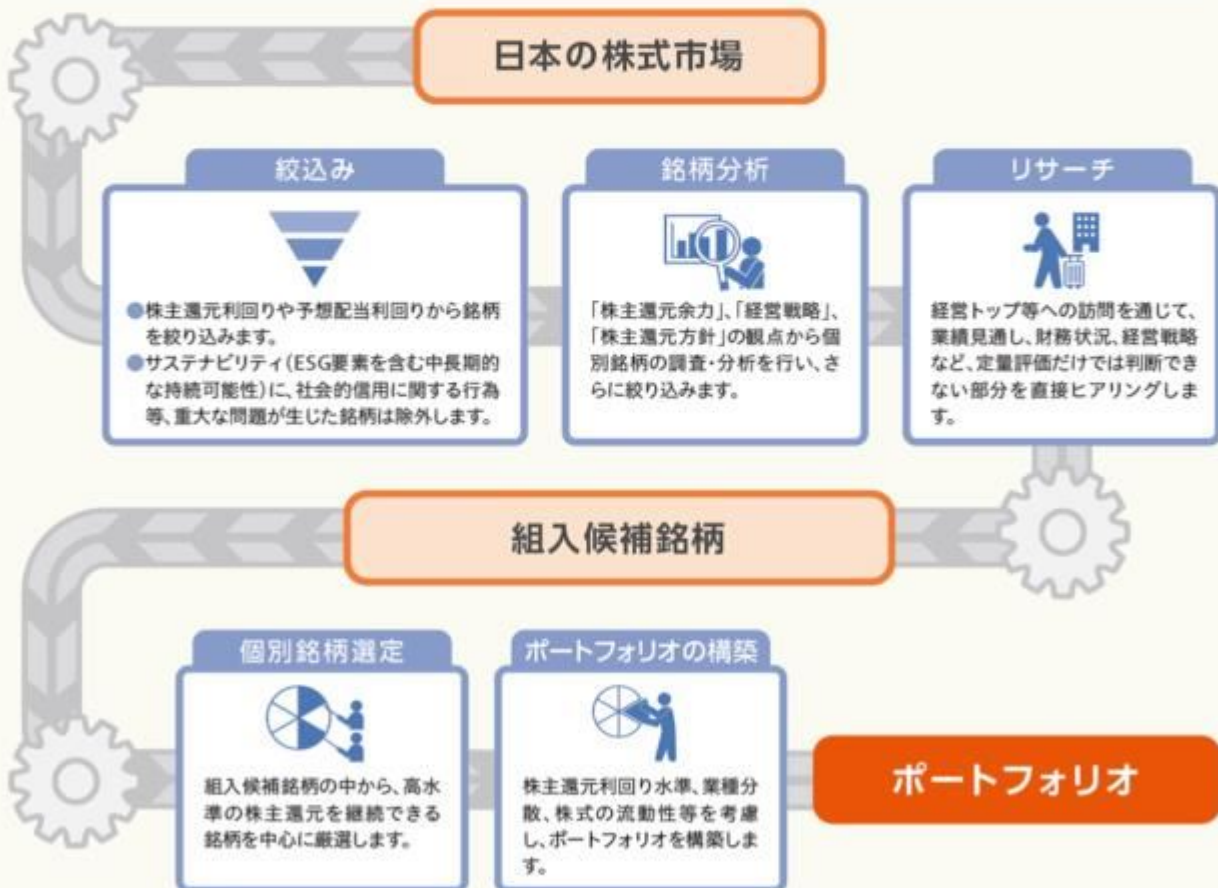 日本の株式市場
絞込み
●株主還元利回りや予想配当利回りから銘柄
を絞り込みます。
●サステナビリティ(ESG要素を含む中長期的
な持続可能性)に、社会的信用に関する行為
等、重大な問題が生じた銘柄は除外します。
銘柄分析
「株主還元余力」、「経営戦略」、
「株主還元方針」の観点から個
別銘柄の調査・分析を行い、さ
らに絞り込みます。
リサーチ
経営トップ等への訪問を通じて、
業績見通し、財務状況、経営戦略
など、定量評価だけでは判断でき
ない部分を直接ヒアリングしま
す。
組入候補銘柄
個別銘柄選定
組入候補銘柄の中から、高水
準の株主還元を継続できる
銘柄を中心に厳選します。
ポートフォリオの構築
株主還元利回り水準、業種分
散、株式の流動性等を考慮
し、ポートフォリオを構築しま
す。
ポートフォリオ